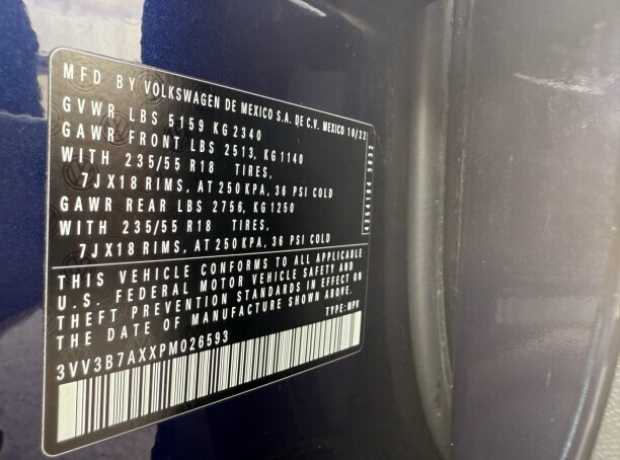 MFD BY VOLKSWAGEN DE MEXICO S.A. DE C.V. MEXICO 10/22
GVWR LBS 5159 KG 2340
GAWR FRONT LBS 2513, KG 1140
WITH 235/55 R18 TIRES,
7JX18 RIMS, AT 250 KPA, 36 PSI COLD
GAWR REAR LBS 2756, KG 1250
WITH 235/55 R18 TIRES,
7JX18 RIMS, AT 250 KPA, 36 PSI COLD
THIS VEHICLE CONFORMS TO ALL APPLICABLE
U.S. FEDERAL MOTOR VEHICLE SAFETY AND
THEFT PREVENTION STANDARDS IN EFFECT ON
THE DATE OF MANUFACTURE SHOWN ABOVE.
TYPE: MPV
3VV3B7AXXPM026593